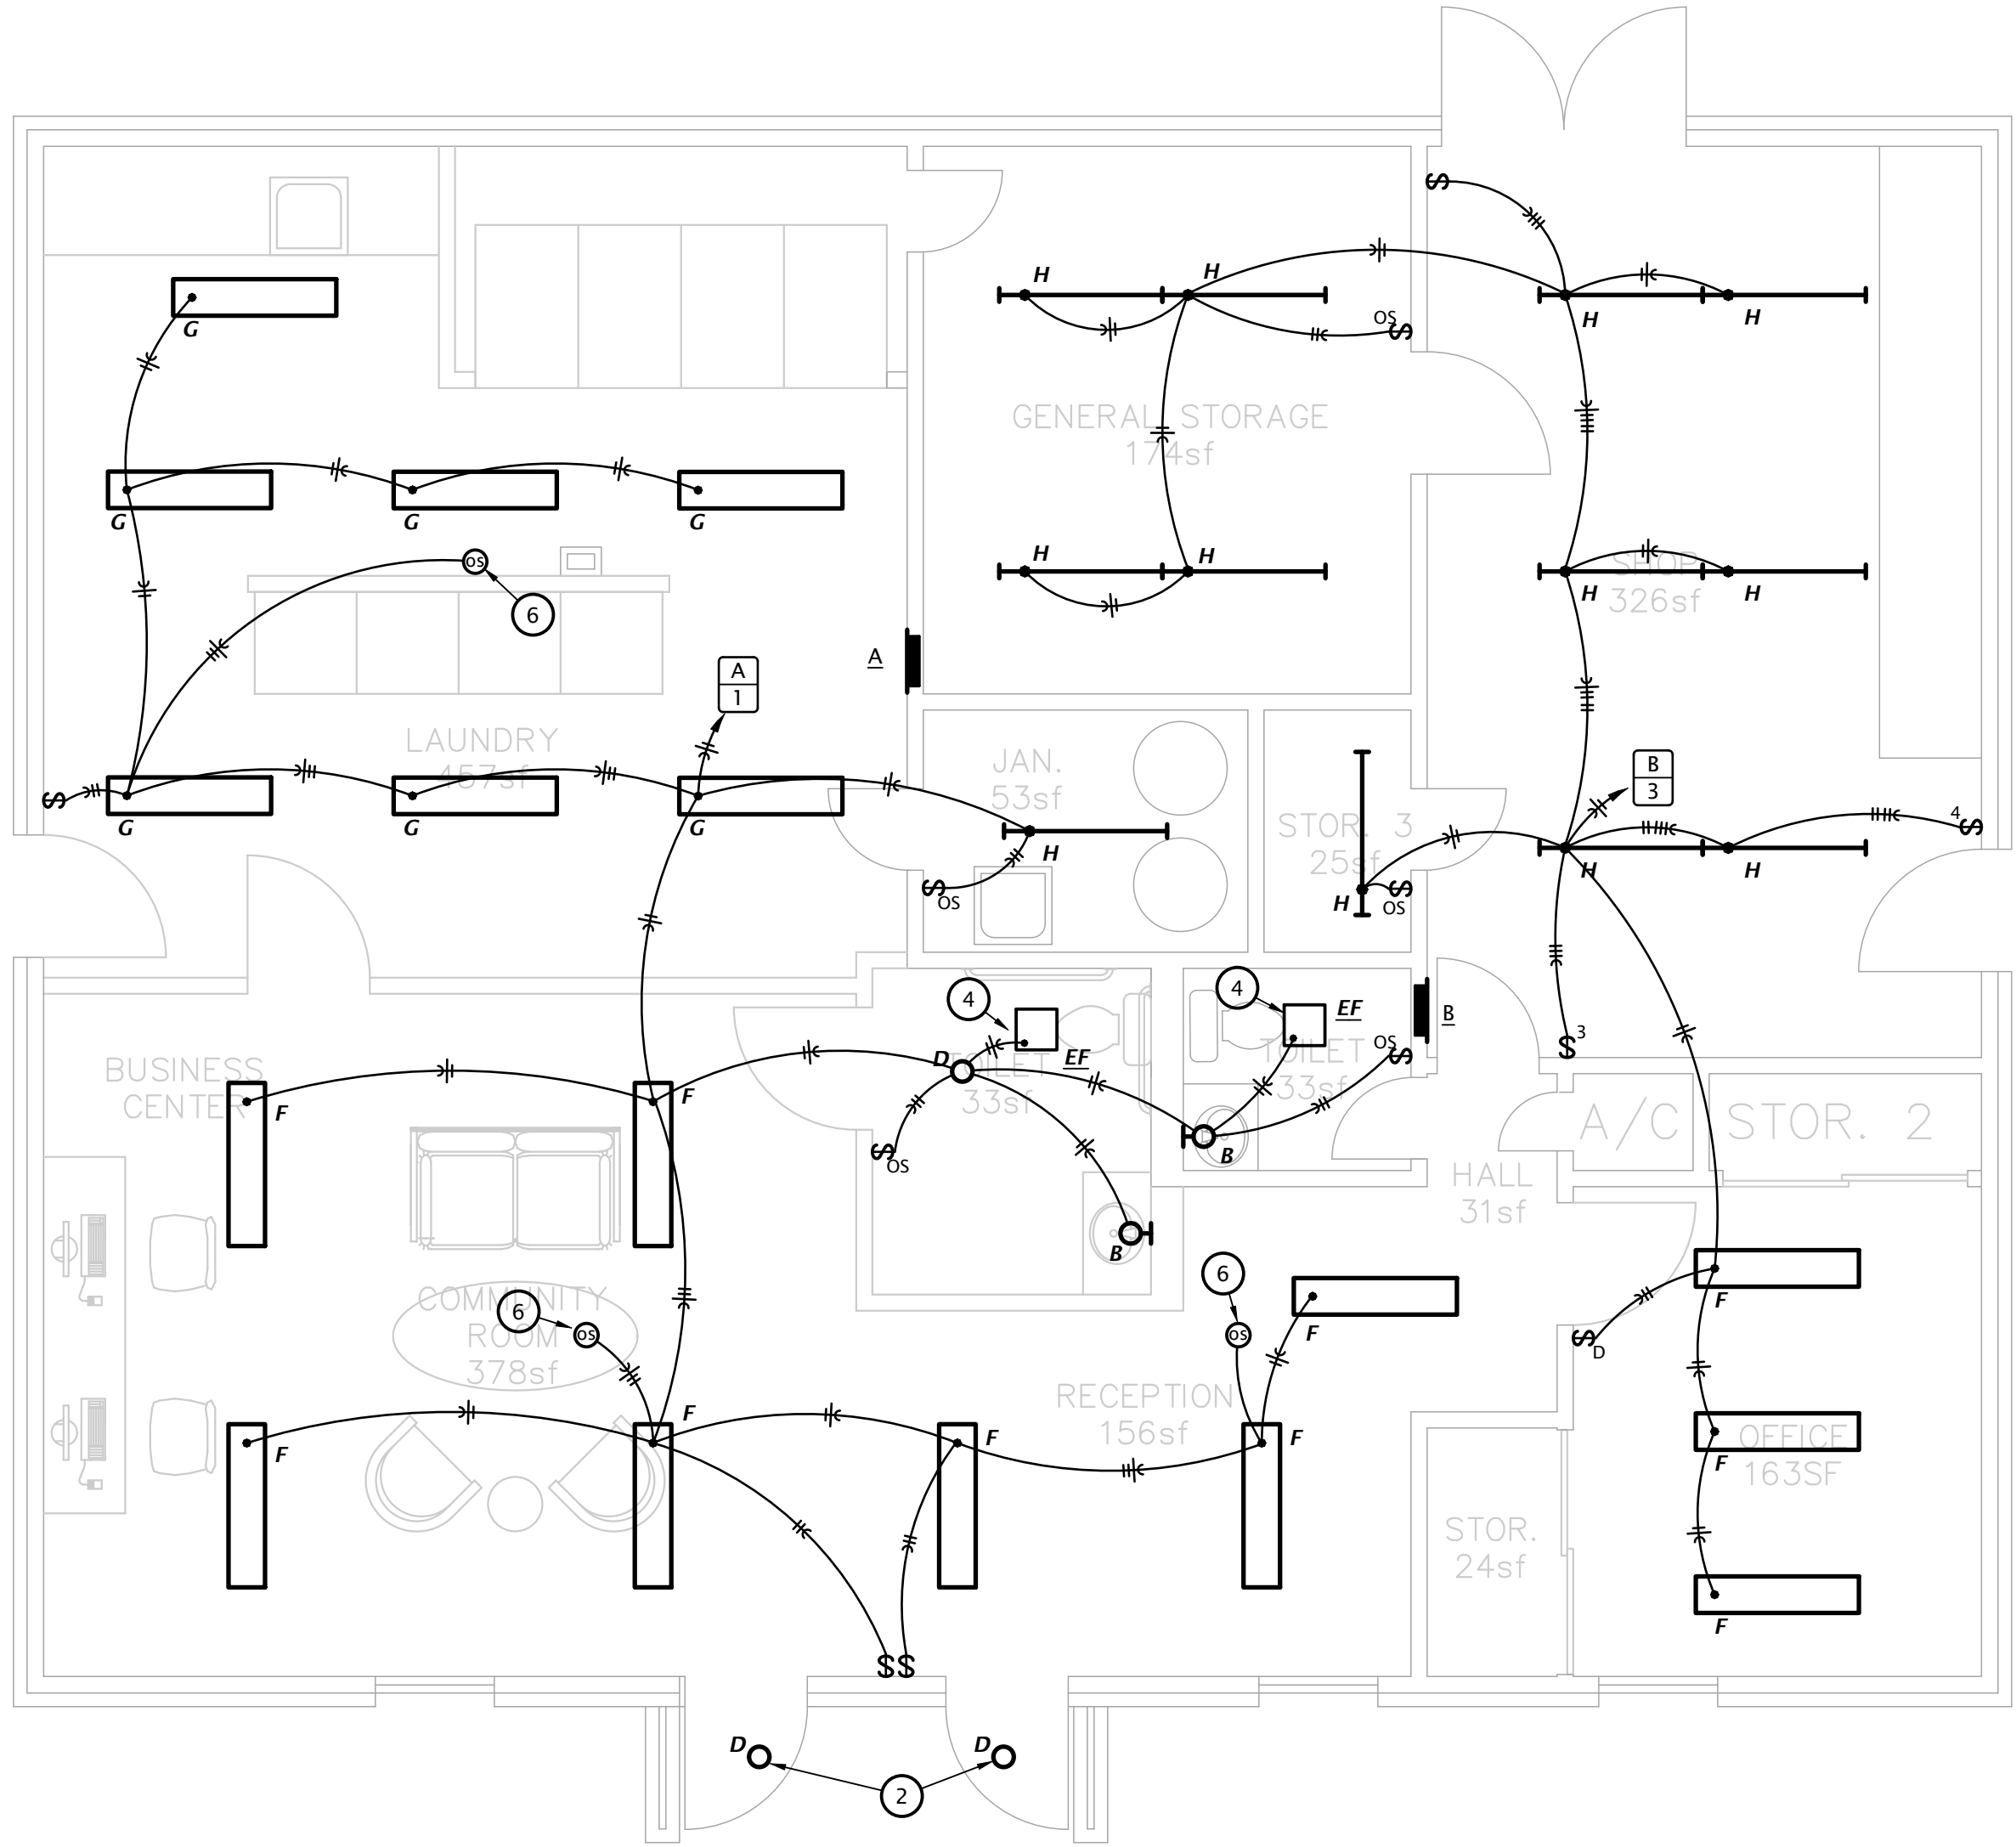 $
H
H
H
H
OS
$
G
GENERAL STORAGE
174sf
G
G
G
H
H
SHOP
326sf
H
H
OS
6
A
A
1
LAUNDRY
457sf
JAN.
53sf
B
3
STOR. 3
25sf
4
$
$
G
G
G
H
H
H
$
OS
H
$
OS
4
4
EF
B
$
3
BUSINESS
CENTER
D
TOILET
33sf
EF
TOILET
33sf
OS
$
F
F
A/C
STOR. 2
$
OS
B
HALL
31sf
B
6
COMMUNITY
ROOM
378sf
6
OS
OS
F
F
$
D
RECEPTION
156sf
F
F
F
F
OFFICE
163SF
F
STOR.
24sf
F
$$
D
D
2